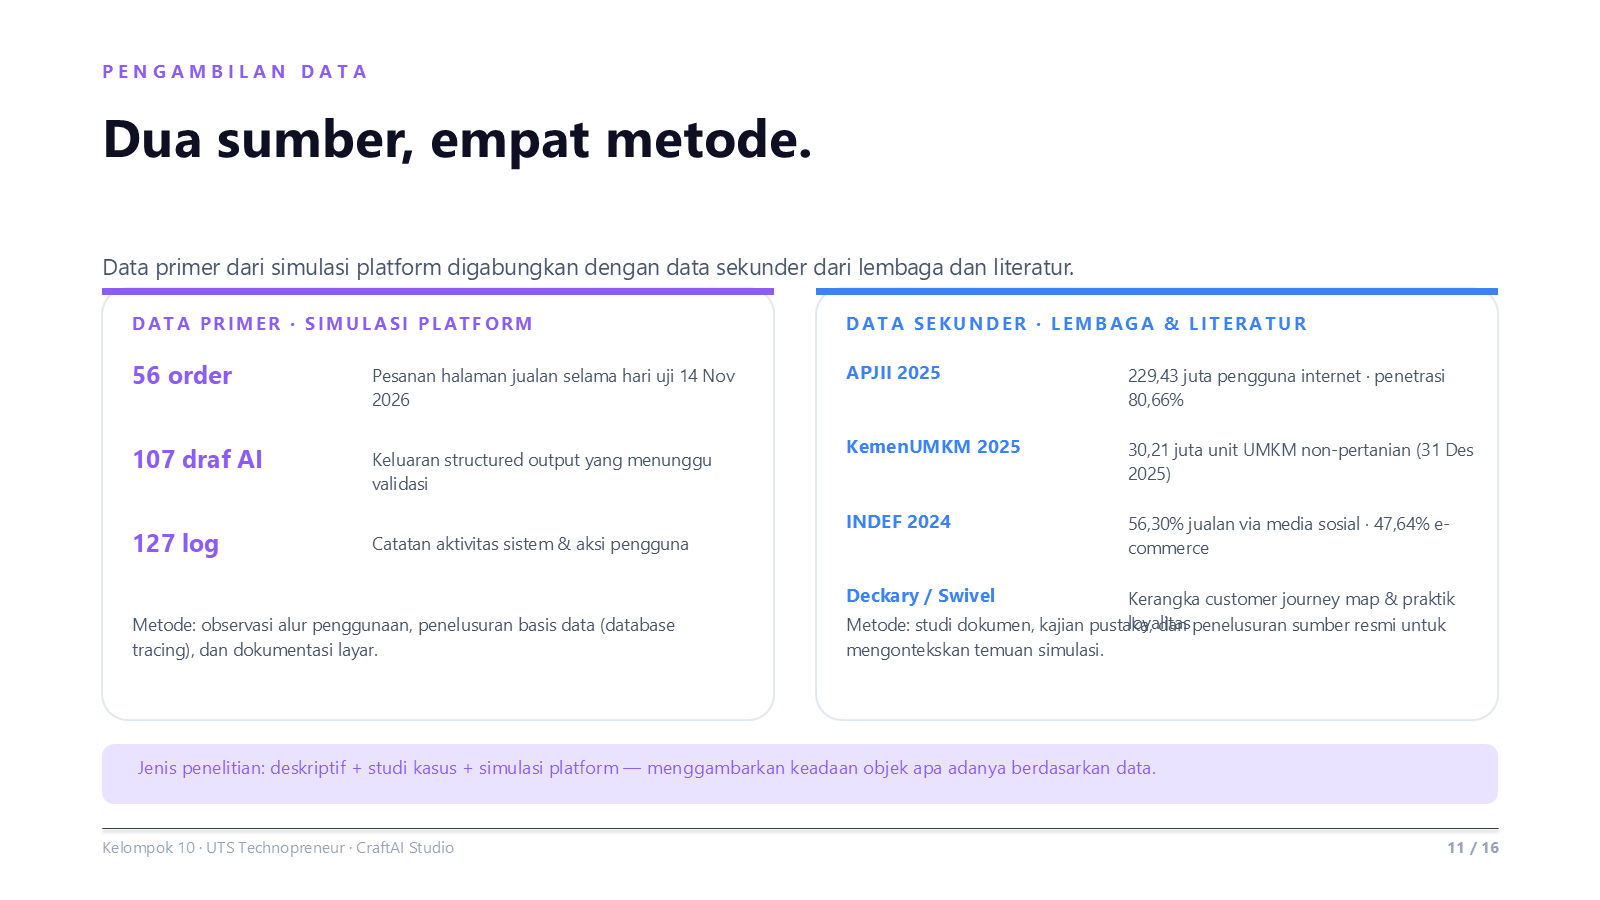 PENGAMBILAN DATA
Dua sumber, empat metode.
Data primer dari simulasi platform digabungkan dengan data sekunder dari lembaga dan literatur.
DATA PRIMER · SIMULASI PLATFORM
56 order
Pesanan halaman jualan selama hari uji 14 Nov
2026
107 draf AI
Keluaran structured output yang menunggu
validasi
127 log
Catatan aktivitas sistem & aksi pengguna
Metode: observasi alur penggunaan, penelusuran basis data (database
tracing), dan dokumentasi layar.
DATA SEKUNDER · LEMBAGA & LITERATUR
APJII 2025
229,43 juta pengguna internet · penetrasi
80,66%
KemenUMKM 2025
30,21 juta unit UMKM non-pertanian (31 Des
2025)
INDEF 2024
56,30% jualan via media sosial · 47,64% e-
commerce
Deckary / Swivel
Kerangka customer journey map & praktik
loyalitas
Metode: studi dokumen, kajian pustaka, dan penelusuran sumber resmi untuk
mengontekskan temuan simulasi.
Jenis penelitian: deskriptif + studi kasus + simulasi platform — menggambarkan keadaan objek apa adanya berdasarkan data.
Kelompok 10 · UTS Technopreneur · CraftAI Studio
11 / 16